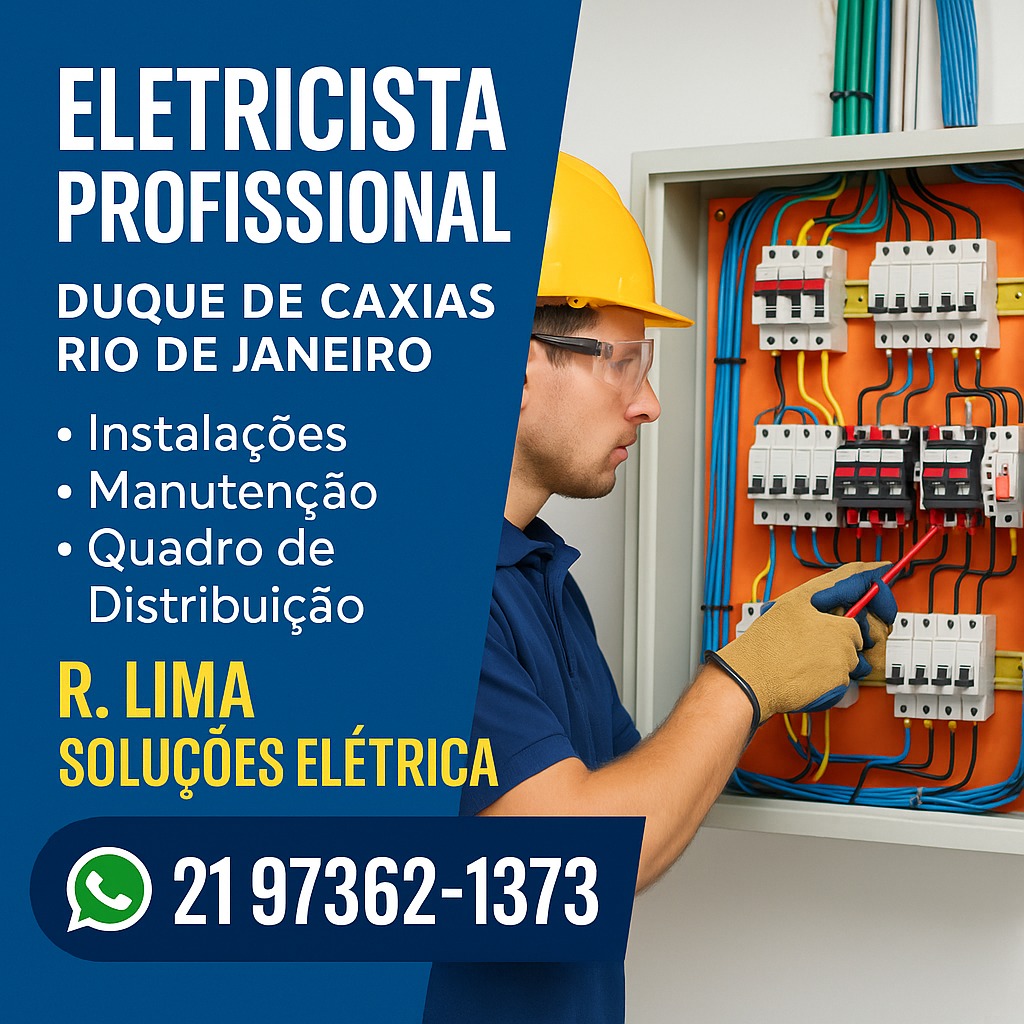 ELETRICISTA
PROFISSIONAL
DUQUE DE CAXIAS
RIO DE JANEIRO
• Instalações
• Manutenção
• Quadro de
Distribuição
R. LIMA
SOLUÇÕES ELÉTRICA
21 97362-1373